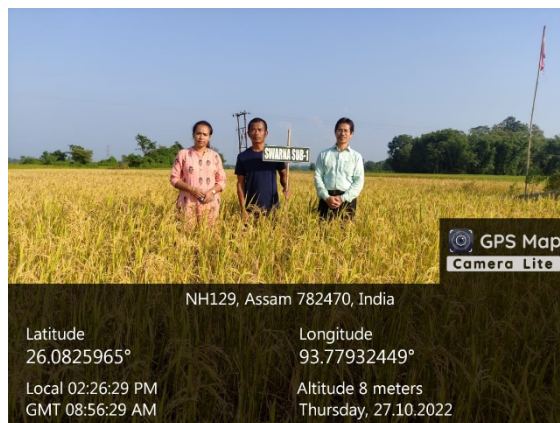 SWARNA SUB-1
GPS Map
Camera Lite
NH129, Assam 782470, India
Latitude
26.0825965°
Longitude
93.77932449°
Local 02:26:29 PM
GMT 08:56:29 AM
Altitude 8 meters
Thursday, 27.10.2022